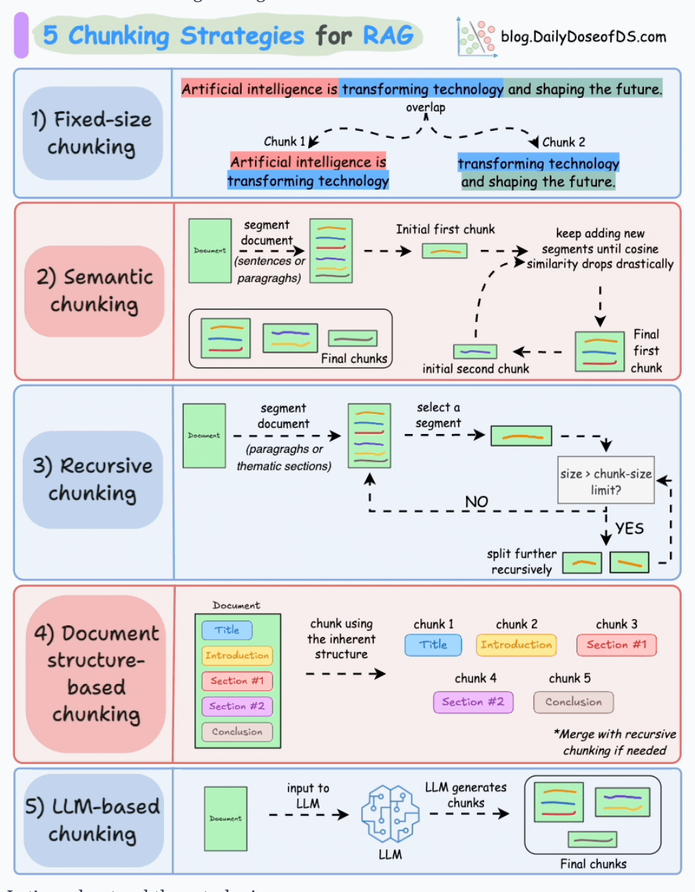 5 Chunking Strategies for RAG
blog.DailyDoseofDS.com
1) Fixed-size
chunking
Artificial intelligence is transforming technology and shaping the future.
overlap
Chunk 1
Artificial intelligence is
transforming technology
Chunk 2
transforming technology
and shaping the future.
2) Semantic
chunking
Document
segment
document
(sentences or
paragraghs)
Initial first chunk
keep adding new
segments until cosine
similarity drops drastically
Final
first
chunk
initial second chunk
Final chunks
3) Recursive
chunking
Document
segment
document
(paragraghs or
thematic sections)
select a
segment
size > chunk-size
limit?
NO
YES
split further
recursively
4) Document
structure-
based
chunking
Document
Title
Introduction
Section #1
Section #2
Conclusion
chunk using
the inherent
structure
chunk 1
Title
chunk 2
Introduction
chunk 3
Section #1
chunk 4
Section #2
chunk 5
Conclusion
*Merge with recursive
chunking if needed
5) LLM-based
chunking
Document
input to
LLM
LLM
LLM generates
chunks
Final chunks